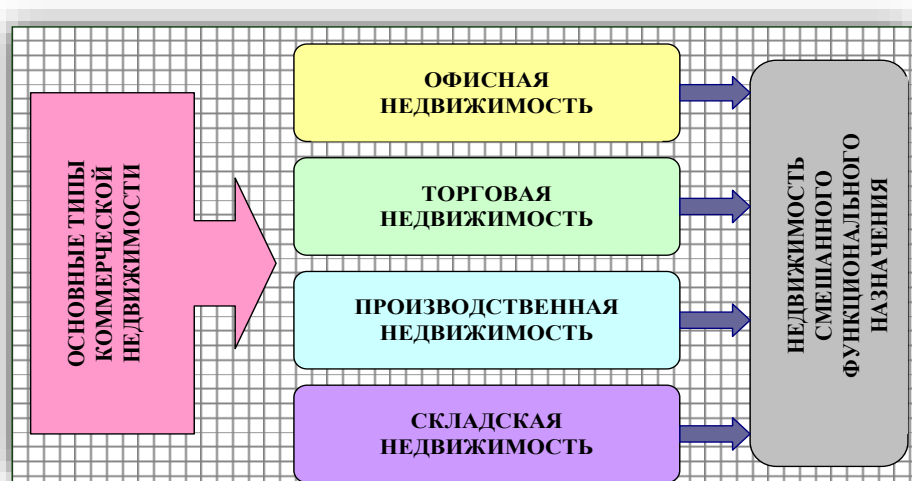 ОСНОВНЫЕ ТИПЫ
КОММЕРЧЕСКОЙ
НЕДВИЖИМОСТИ
ОФИСНАЯ
НЕДВИЖИМОСТЬ
ТОРГОВАЯ
НЕДВИЖИМОСТЬ
ПРОИЗВОДСТВЕННАЯ
НЕДВИЖИМОСТЬ
СКЛАДСКАЯ
НЕДВИЖИМОСТЬ
НЕДВИЖИМОСТЬ
СМЕШАННОГО
ФУНКЦИОНАЛЬНОГО
НАЗНАЧЕНИЯ